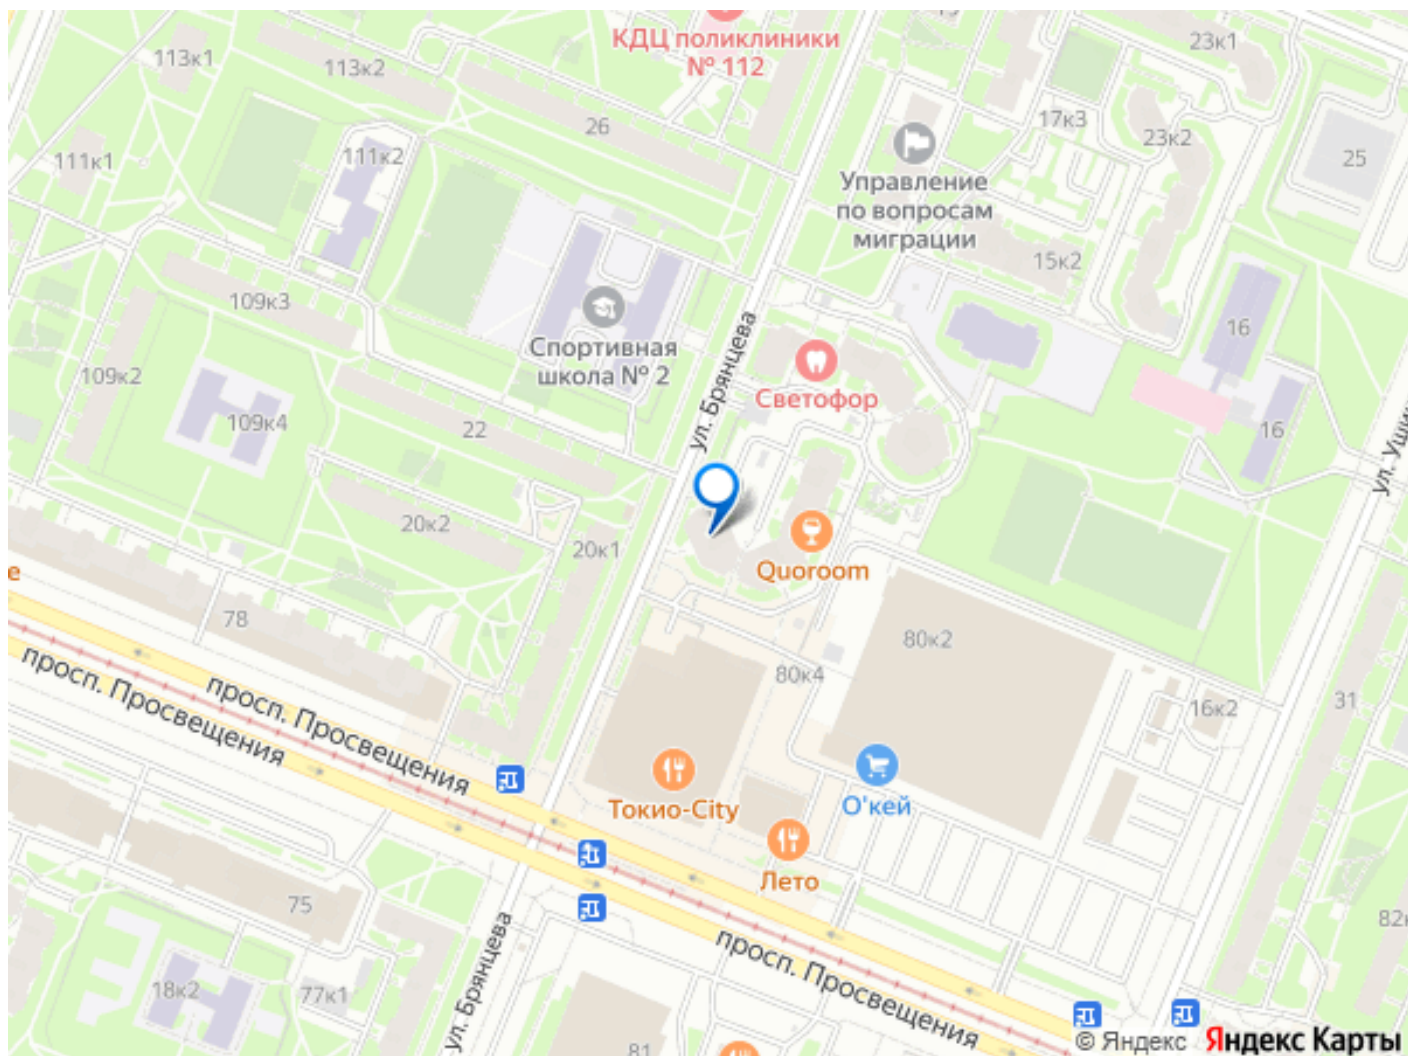 КДЦ поликлиники
№ 112
23к1
113к1
113к2
17к3
26
23к2
25
111к1
111к2
Управление
по вопросам
миграции
15к2
109к3
16
ул. Брянцева
Спортивная
школа № 2
109к2
Светофор
109к4
22
16
20к2
20к1
Quoroom
е
78
80к2
80к4
просп. Просвещения
просп. Просвещения
16к2
31
Токио-City
О'кей
Лето
75
82к
ул. Брянцева
просп. Просвещения
18к2
77к1
81
© Яндекс Яндекс Карты